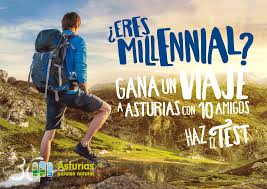 ¿ERES
MILLENNIAL?
GANA UN VIAJE
A ASTURIAS CON 10 AMIGOS
HAZ EL TEST
Asturias
paraíso natural